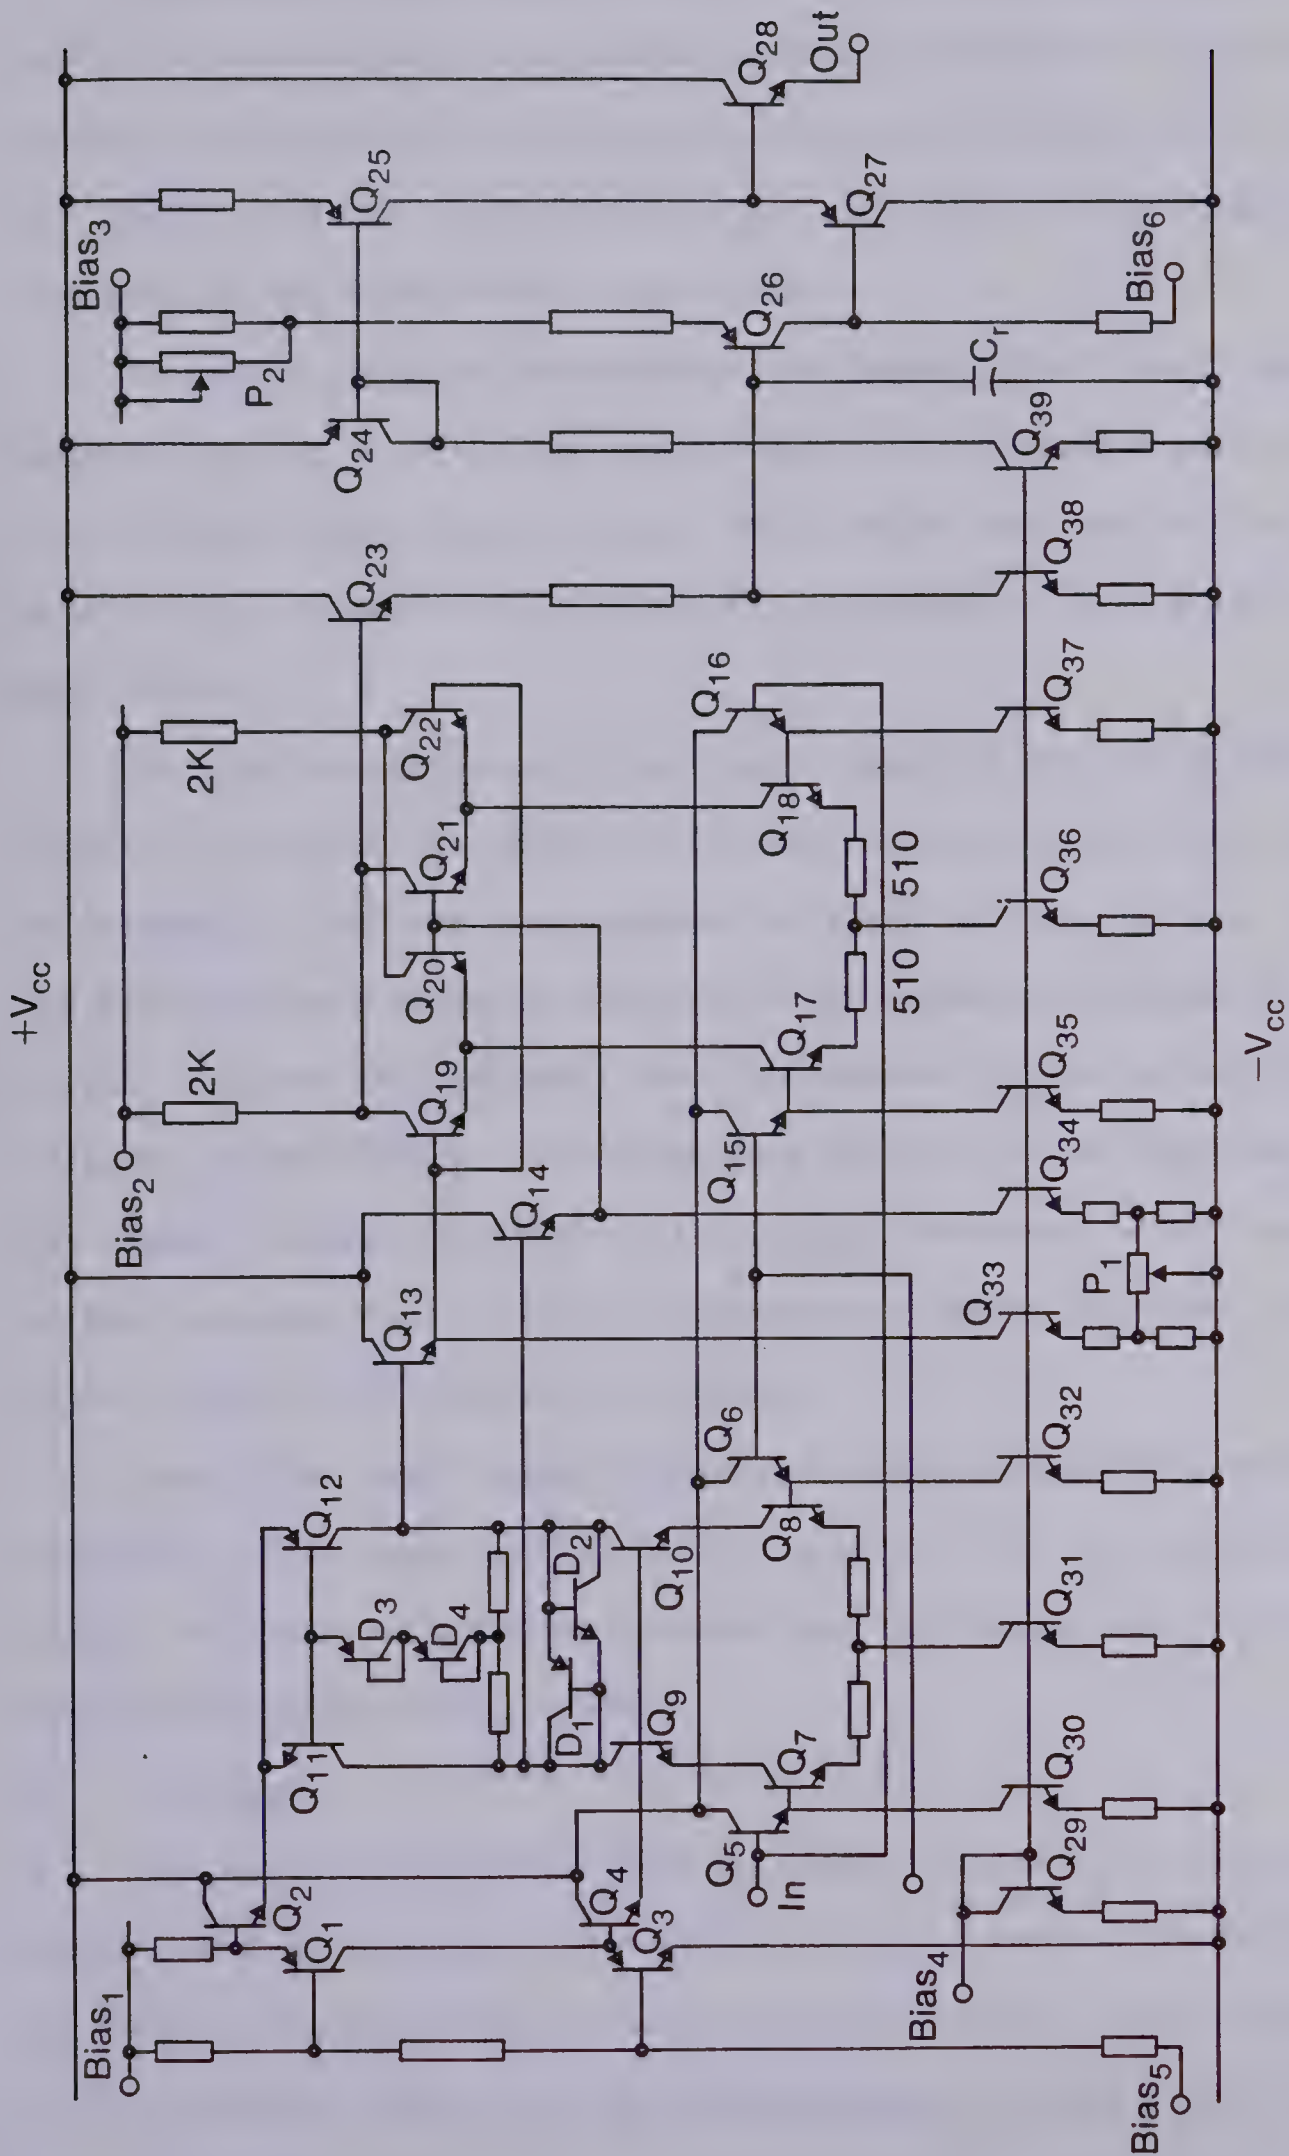 +Vcc
Bias1
Bias2
Bias3
2K
2K
P2
Q2
Q1
Q11
Q12
D3
D4
Q13
Q14
Q19
Q20
Q21
Q22
Q23
Q24
Q25
Q4
Q3
D1
D2
Q9
Q10
Q5
In
Q7
Q8
Q6
Q15
Q17
Q18
Q16
510
510
Q26
Q27
Q28
Out
Cr
Bias6
Bias4
Q29
Q30
Q31
Q32
Q33
P1
Q34
Q35
Q36
Q37
Q38
Q39
Bias5
−Vcc